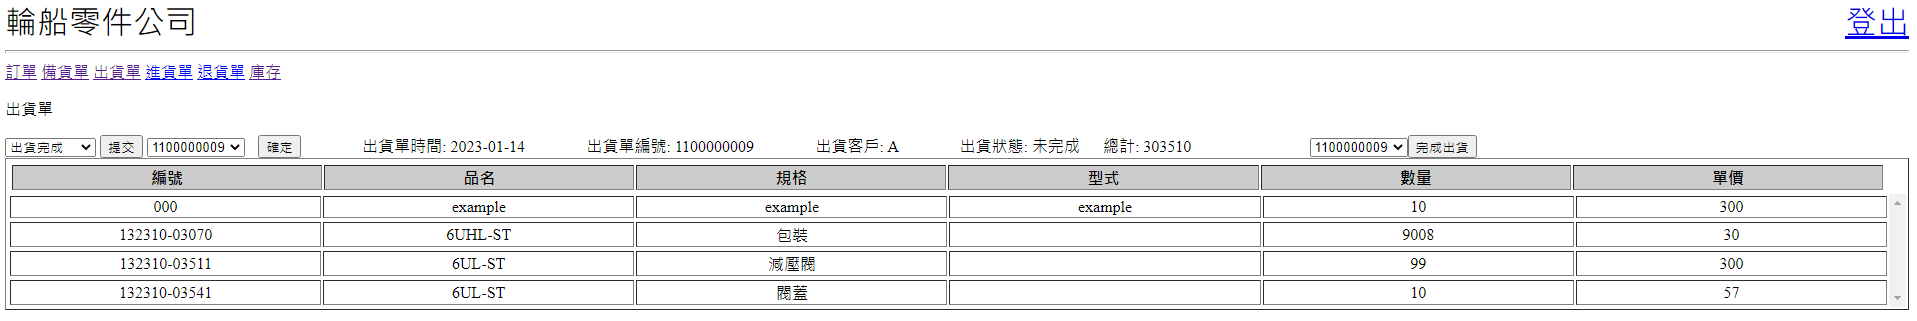 輪船零件公司 登出
訂單 備貨單 出貨單 進貨單 退貨單 庫存
出貨單
出貨完成 提交 1100000009 確定 出貨單時間: 2023-01-14 出貨單編號: 1100000009 出貨客戶: A 出貨狀態: 未完成 總計: 303510 1100000009 完成出貨
編號 品名 規格 型式 數量 單價
000 example example example 10 300
132310-03070 6UHL-ST 包裝 9008 30
132310-03511 6UL-ST 減壓閥 99 300
132310-03541 6UL-ST 閥蓋 10 57